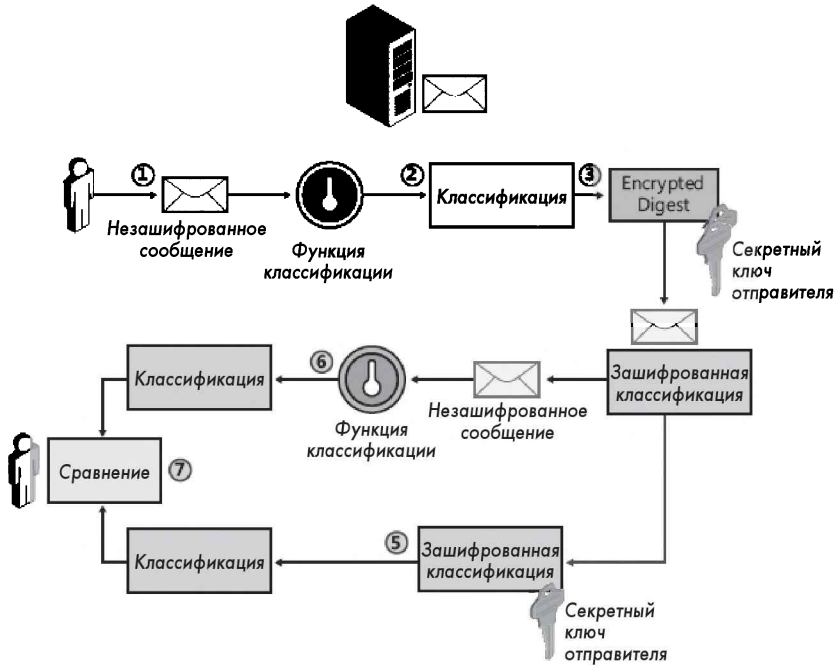 1
2
3
Классификация
Encrypted
Digest
Незашифрованное
сообщение
Функция
классификации
Секретный
ключ
отправителя
6
Классификация
Зашифрованная
классификация
Незашифрованное
сообщение
Функция
классификации
Сравнение
7
5
Классификация
Зашифрованная
классификация
Секретный
ключ
отправителя